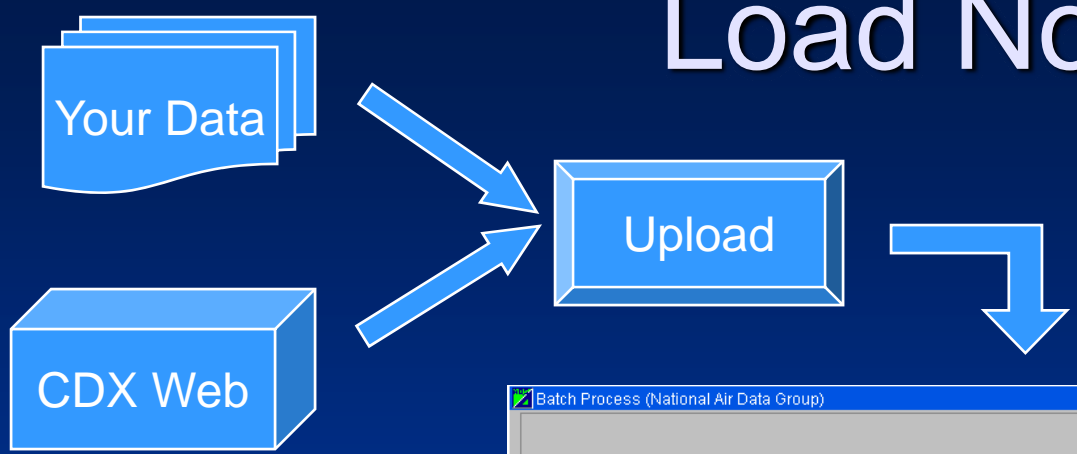 Load No
Your Data
Upload
CDX Web
Batch Process (National Air Data Group)